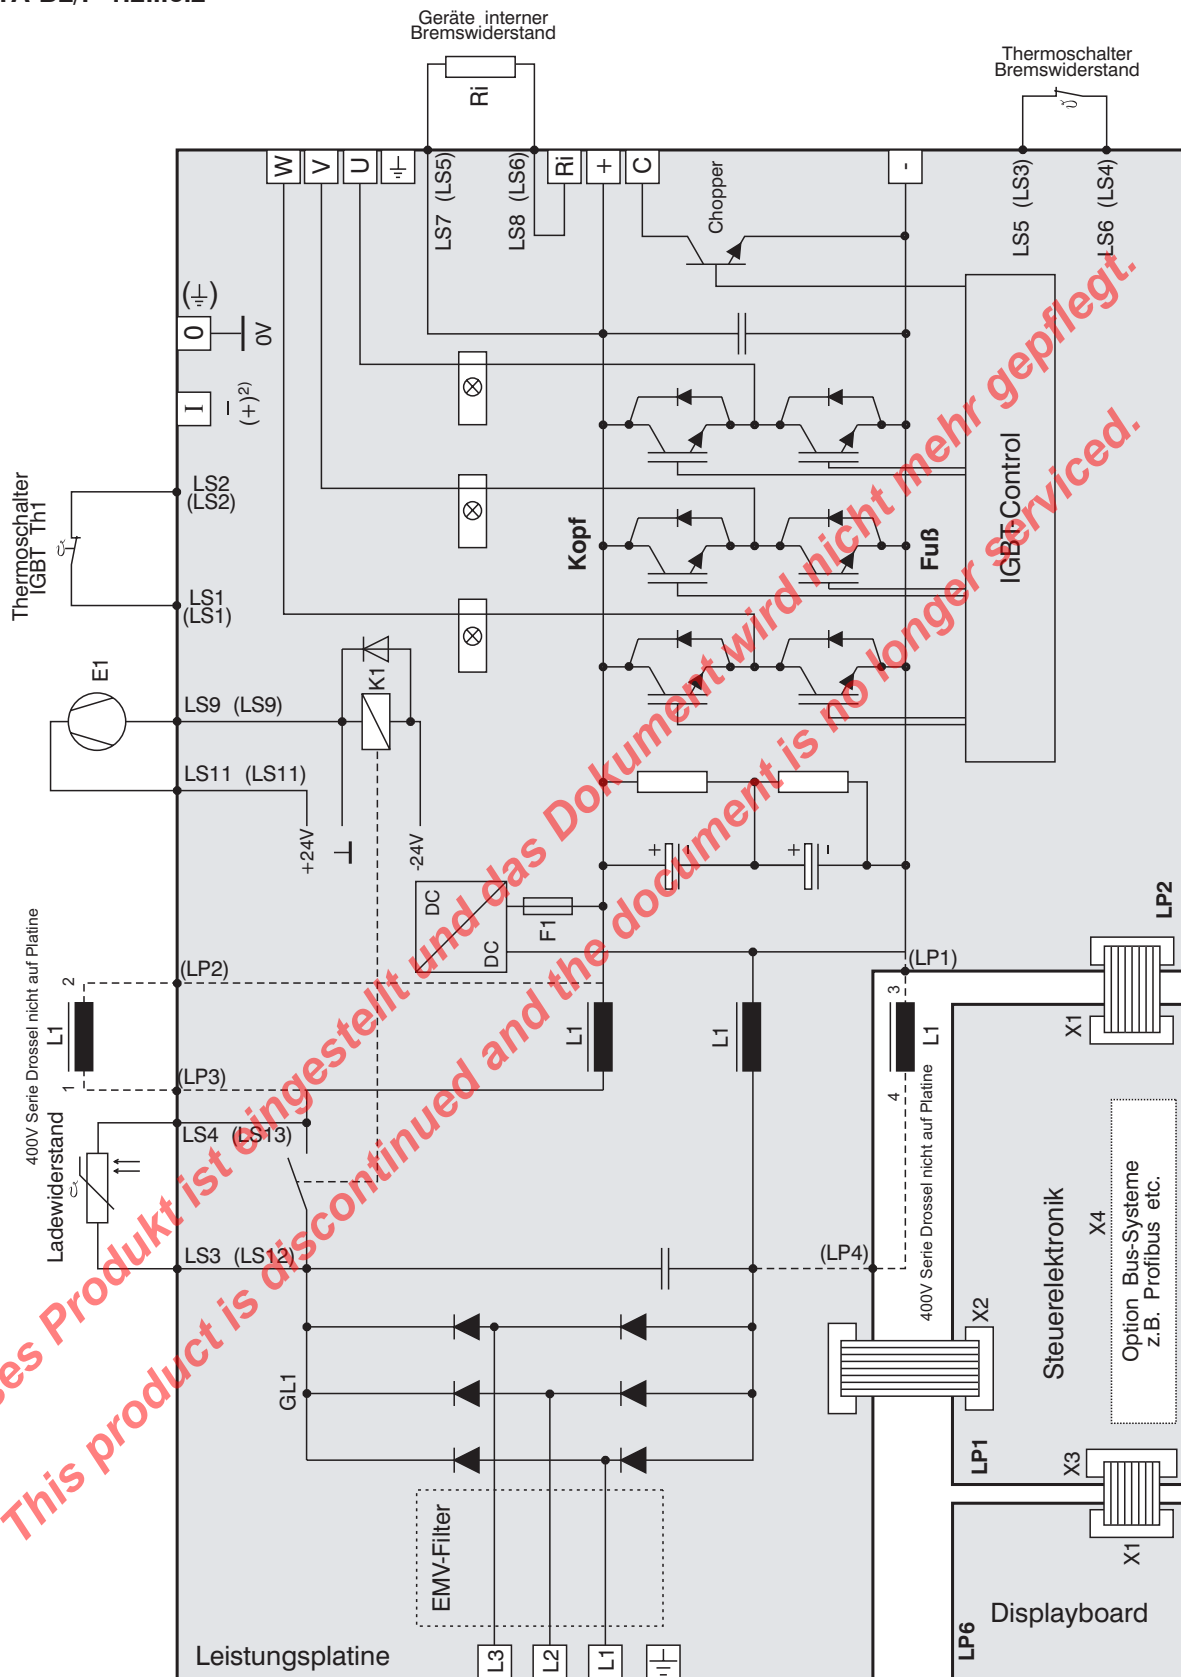 Geräte interner
Bremswiderstand
Ri
Thermoschalter
Bremswiderstand
ϑ
W
V
U
LS7 (LS5)
LS8 (LS6)
Ri
+
C
-
Chopper
LS5 (LS3)
LS6 (LS4)
0
0V
I
(+)²⁾
Thermoschalter
IGBT Th1
ϑ
LS2
(LS2)
LS1
(LS1)
Kopf
Fuß
IGBT-Control
E1
LS9 (LS9)
K1
LS11 (LS11)
+24V
-24V
+
-
+
-
DC
DC
F1
400V Serie Drossel nicht auf Platine
2
L1
1
(LP2)
(LP3)
L1
L1
(LP1)
3
L1
4
400V Serie Drossel nicht auf Platine
LP2
X1
Ladewiderstand
ϑ
LS4 (LS13)
LS3 (LS12)
(LP4)
GL1
X2
Steuerelektronik
X4
Option Bus-Systeme
z.B. Profibus etc.
LP1
X3
X1
EMV-Filter
L3
L2
L1
Leistungsplatine
LP6
Displayboard
es Produkt ist eingestellt und das Dokument wird nicht mehr gepflegt.
This product is discontinued and the document is no longer serviced.